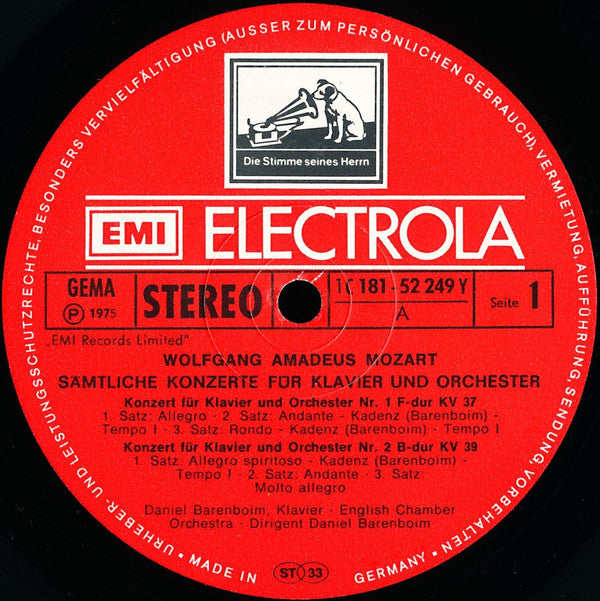 URHEBER- UND LEISTUNGSSCHUTZRECHTE, BESONDERS VERVIELFÄLTIGUNG (AUSSER ZUM PERSÖNLICHEN GEBRAUCH), VERMIETUNG, AUFFÜHRUNG, SENDUNG, VORBEHALTEN
Die Stimme seines Herrn
EMI ELECTROLA
GEMA
Ⓟ 1975
STEREO
1C 181-52 249 Y
A
Seite 1
„EMI Records Limited”
WOLFGANG AMADEUS MOZART
SÄMTLICHE KONZERTE FÜR KLAVIER UND ORCHESTER
Konzert für Klavier und Orchester Nr. 1 F-dur KV 37
1. Satz: Allegro · 2. Satz: Andante - Kadenz (Barenboim) -
Tempo I · 3. Satz: Rondo - Kadenz (Barenboim) - Tempo I
Konzert für Klavier und Orchester Nr. 2 B-dur KV 39
1. Satz: Allegro spiritoso - Kadenz (Barenboim) -
Tempo I · 2. Satz: Andante · 3. Satz
Molto allegro
Daniel Barenboim, Klavier · English Chamber
Orchestra · Dirigent Daniel Barenboim
• MADE IN GERMANY •
ST 33